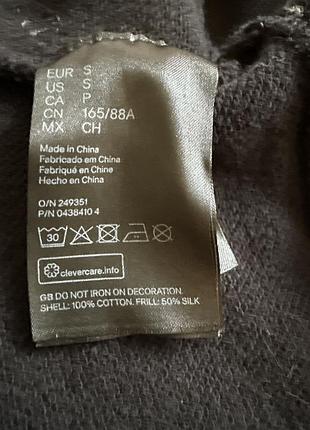 EUR S
US S
CA P
CN 165/88A
MX CH
Made in China
Fabricado em China
Fabriqué en Chine
Hecho en China
O/N 249351
P/N 0438410 4
30
clevercare.info
GB DO NOT IRON ON DECORATION.
SHELL: 100% COTTON. FRILL: 50% SILK